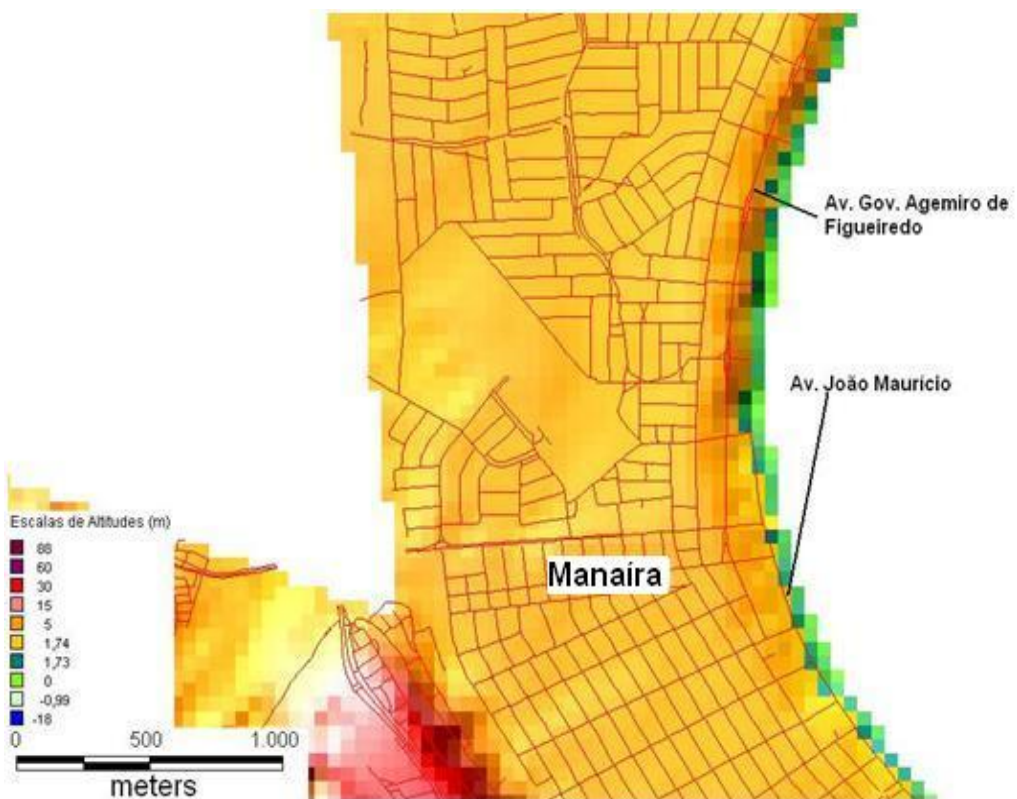 Av. Gov. Agemiro de
Figueiredo
Av. João Maurício
Manaíra
Escalas de Altitudes (m)
88
60
30
15
5
1,74
1,73
0
-0,99
-18
0 500 1.000
meters